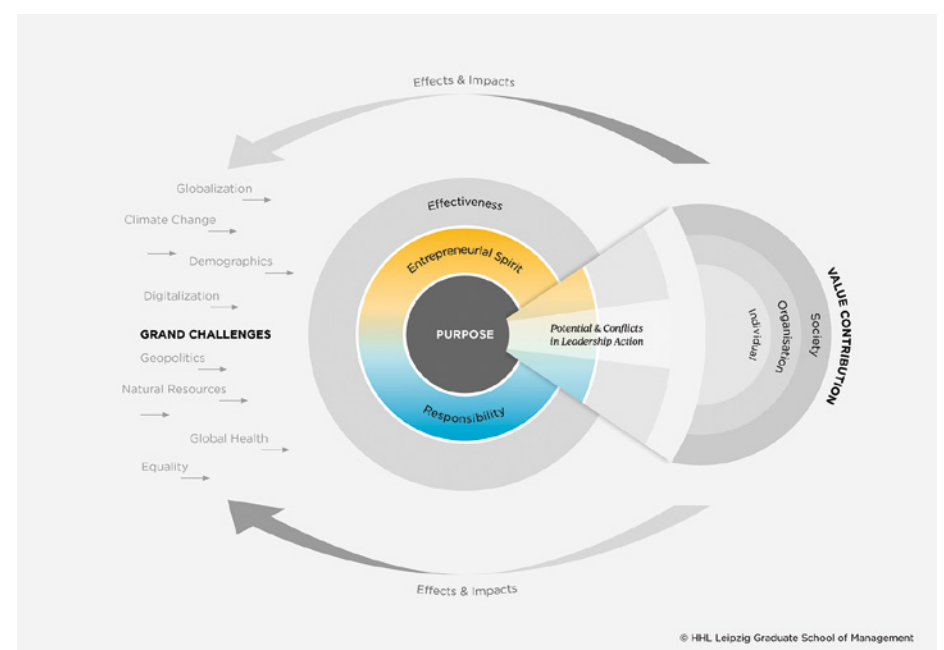 Effects & Impacts
Globalization
Climate Change
Demographics
Digitalization
GRAND CHALLENGES
Geopolitics
Natural Resources
Global Health
Equality
Effectiveness
Entrepreneurial Spirit
PURPOSE
Responsibility
Potential & Conflicts
in Leadership Action
Individual
Organisation
Society
VALUE CONTRIBUTION
Effects & Impacts
© HHL Leipzig Graduate School of Management